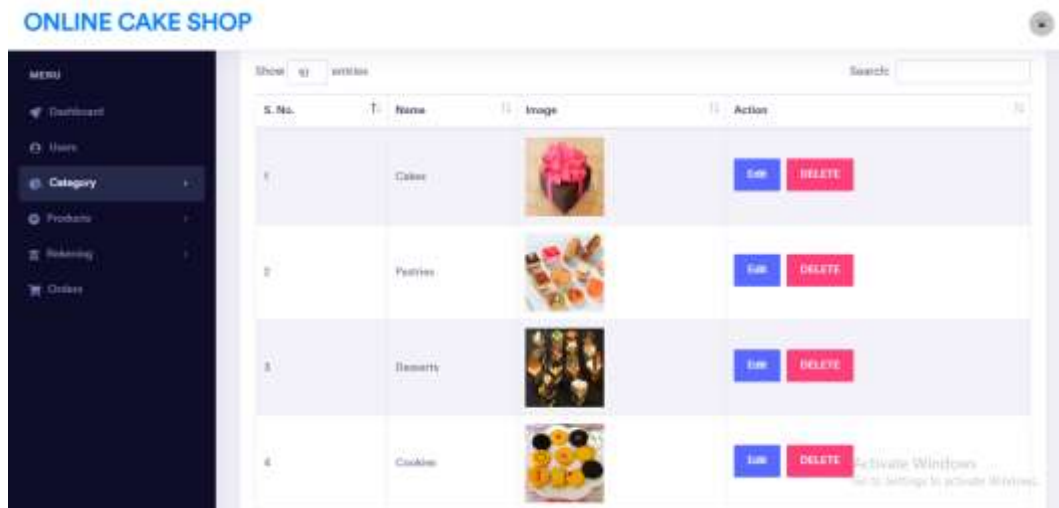 ONLINE CAKE SHOP
MENU
Dashboard
Users
Category
Products
Rekening
Orders
Show 10 entries
Search:
S. No. Name Image Action
1 Cakes Edit DELETE
2 Pastries Edit DELETE
3 Desserts Edit DELETE
4 Cookies Edit DELETE
Activate Windows
Go to Settings to activate Windows.